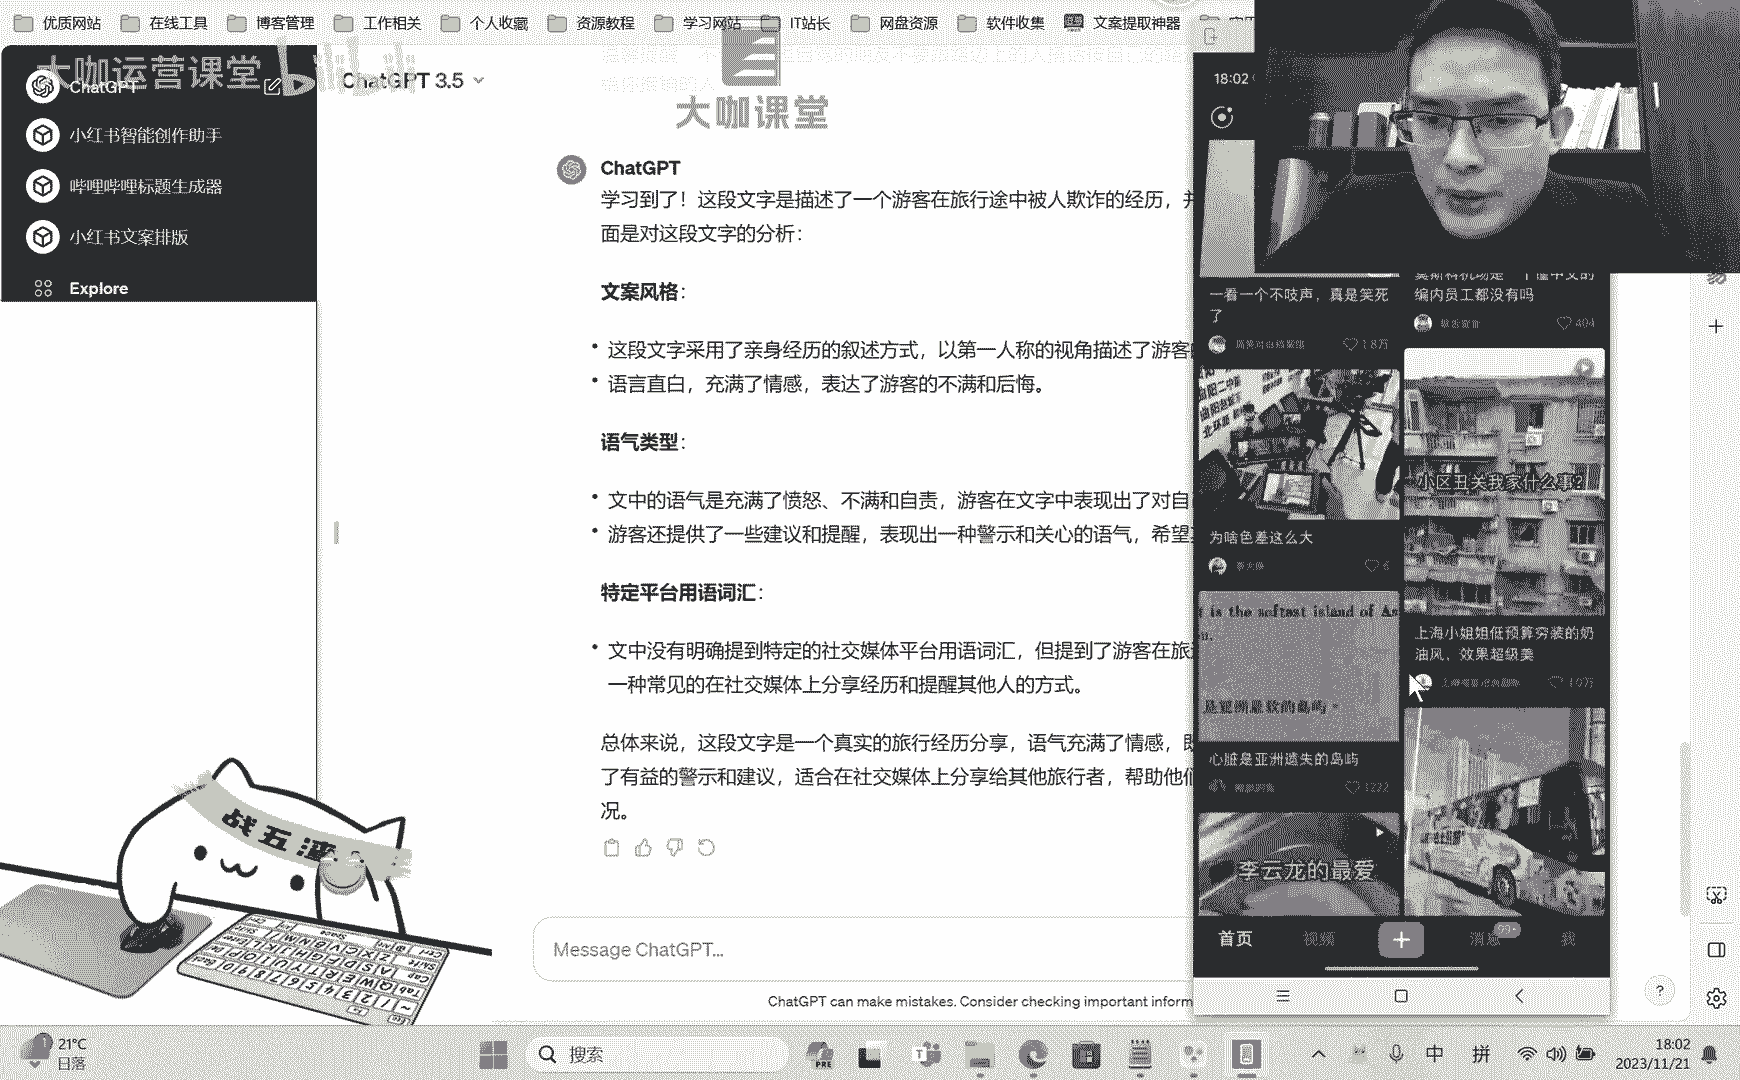 优质网站 在线工具 博客管理 工作相关 个人收藏 资源教程 学习网站 IT站长 网盘资源 软件收集 文案提取神器
大咖运营课堂 bilibili
ChatGPT
小红书智能创作助手
哔哩哔哩标题生成器
小红书文案排版
Explore
ChatGPT 3.5
大咖课堂
ChatGPT
学习到了！这段文字是描述了一个游客在旅行途中被人欺诈的经历，并
面是对这段文字的分析：
文案风格：
• 这段文字采用了亲身经历的叙述方式，以第一人称的视角描述了游客
• 语言直白，充满了情感，表达了游客的不满和后悔。
语气类型：
• 文中的语气是充满了愤怒、不满和自责，游客在文字中表现出了对自
• 游客还提供了一些建议和提醒，表现出一种警示和关心的语气，希望
特定平台用语词汇：
• 文中没有明确提到特定的社交媒体平台用语词汇，但提到了游客在旅
一种常见的在社交媒体上分享经历和提醒其他人的方式。
总体来说，这段文字是一个真实的旅行经历分享，语气充满了情感，既
了有益的警示和建议，适合在社交媒体上分享给其他旅行者，帮助他们
况。
Message ChatGPT...
ChatGPT can make mistakes. Consider checking important inform
18:02
一看一个不吱声，真是笑死
了
1.8万
编内员工都没有吗
404
为啥色差这么大
6
小区丑关我家什么事?
t is the softest island of As
心脏是亚洲遗失的岛屿
1222
上海小姐姐低预算穷装的奶
油风，效果超级美
1.9万
李云龙的最爱
首页 视频 + 消息 99+ 我
?
战五渣
21°C
日落
搜索
PRE
中 拼
18:02
2023/11/21